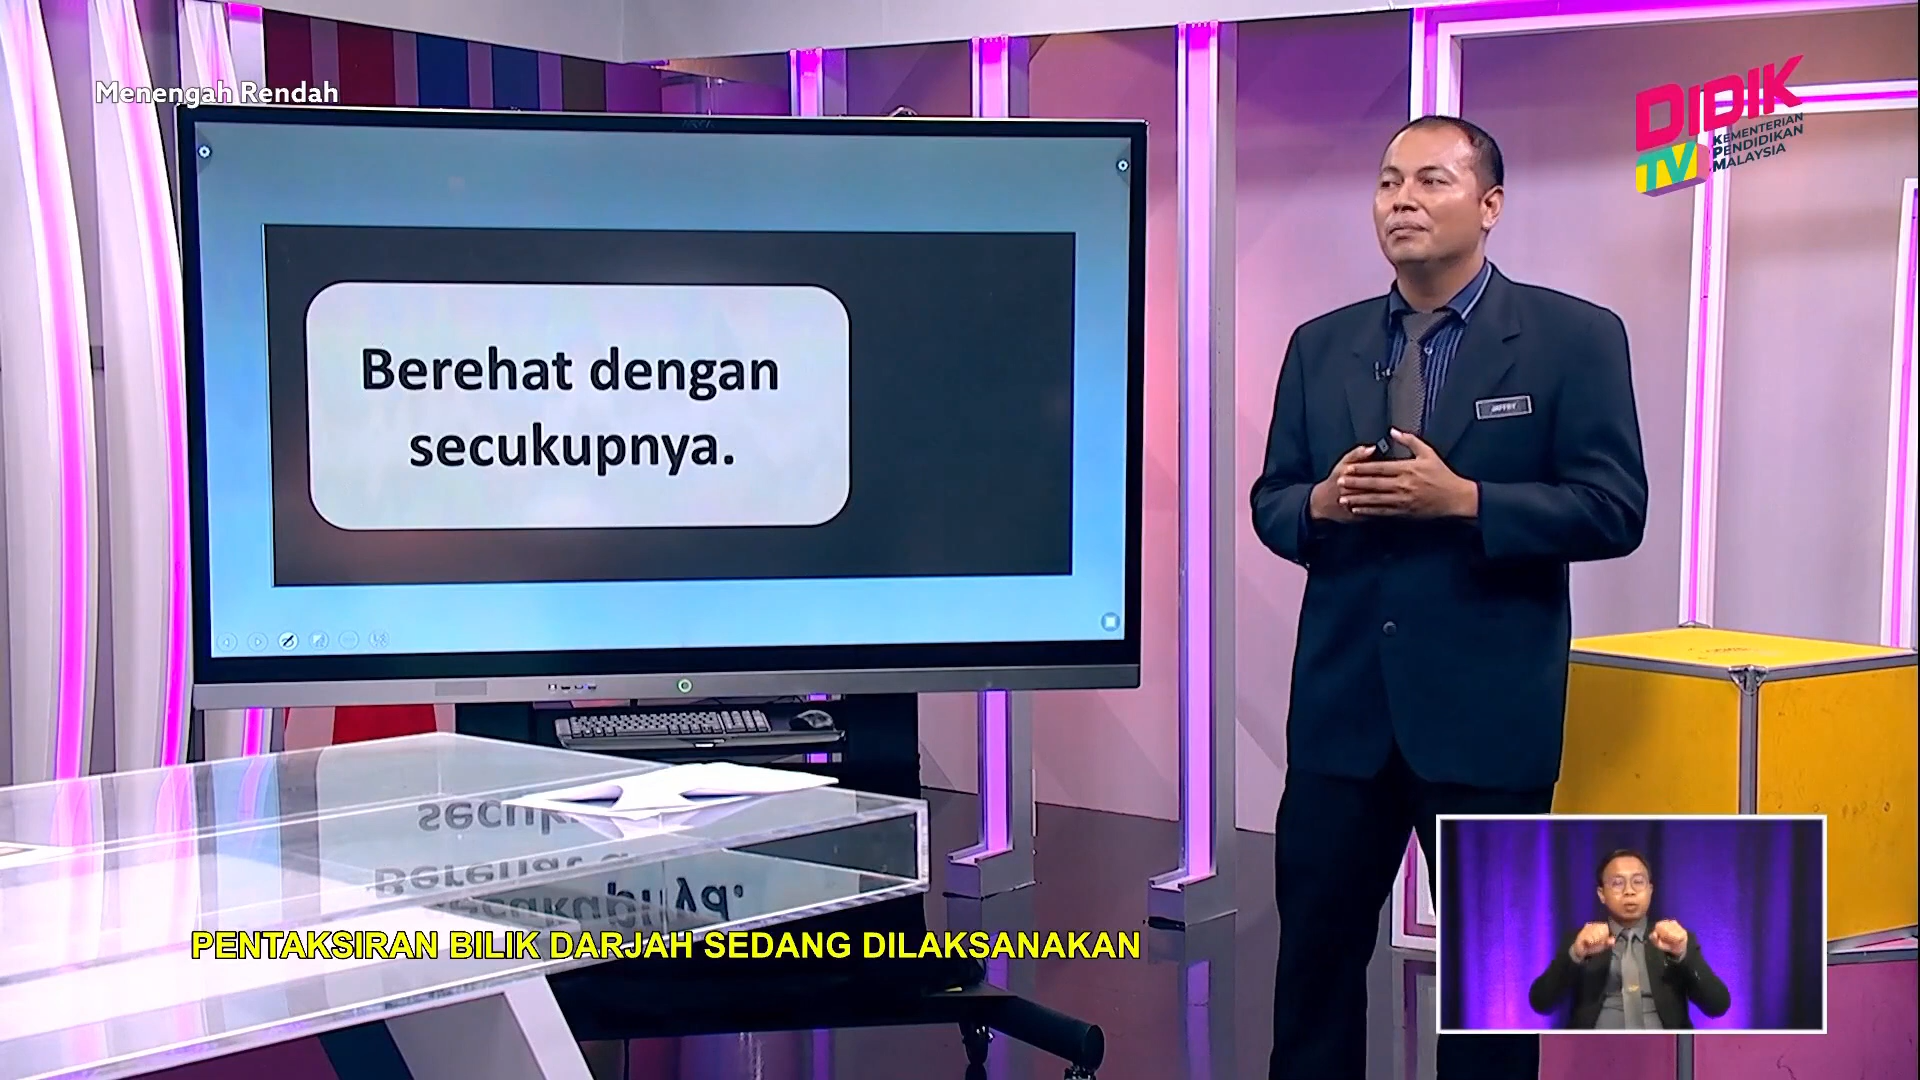 Menengah Rendah
DIDIK
TV
KEMENTERIAN
PENDIDIKAN
MALAYSIA
Berehat dengan
secukupnya.
PENTAKSIRAN BILIK DARJAH SEDANG DILAKSANAKAN